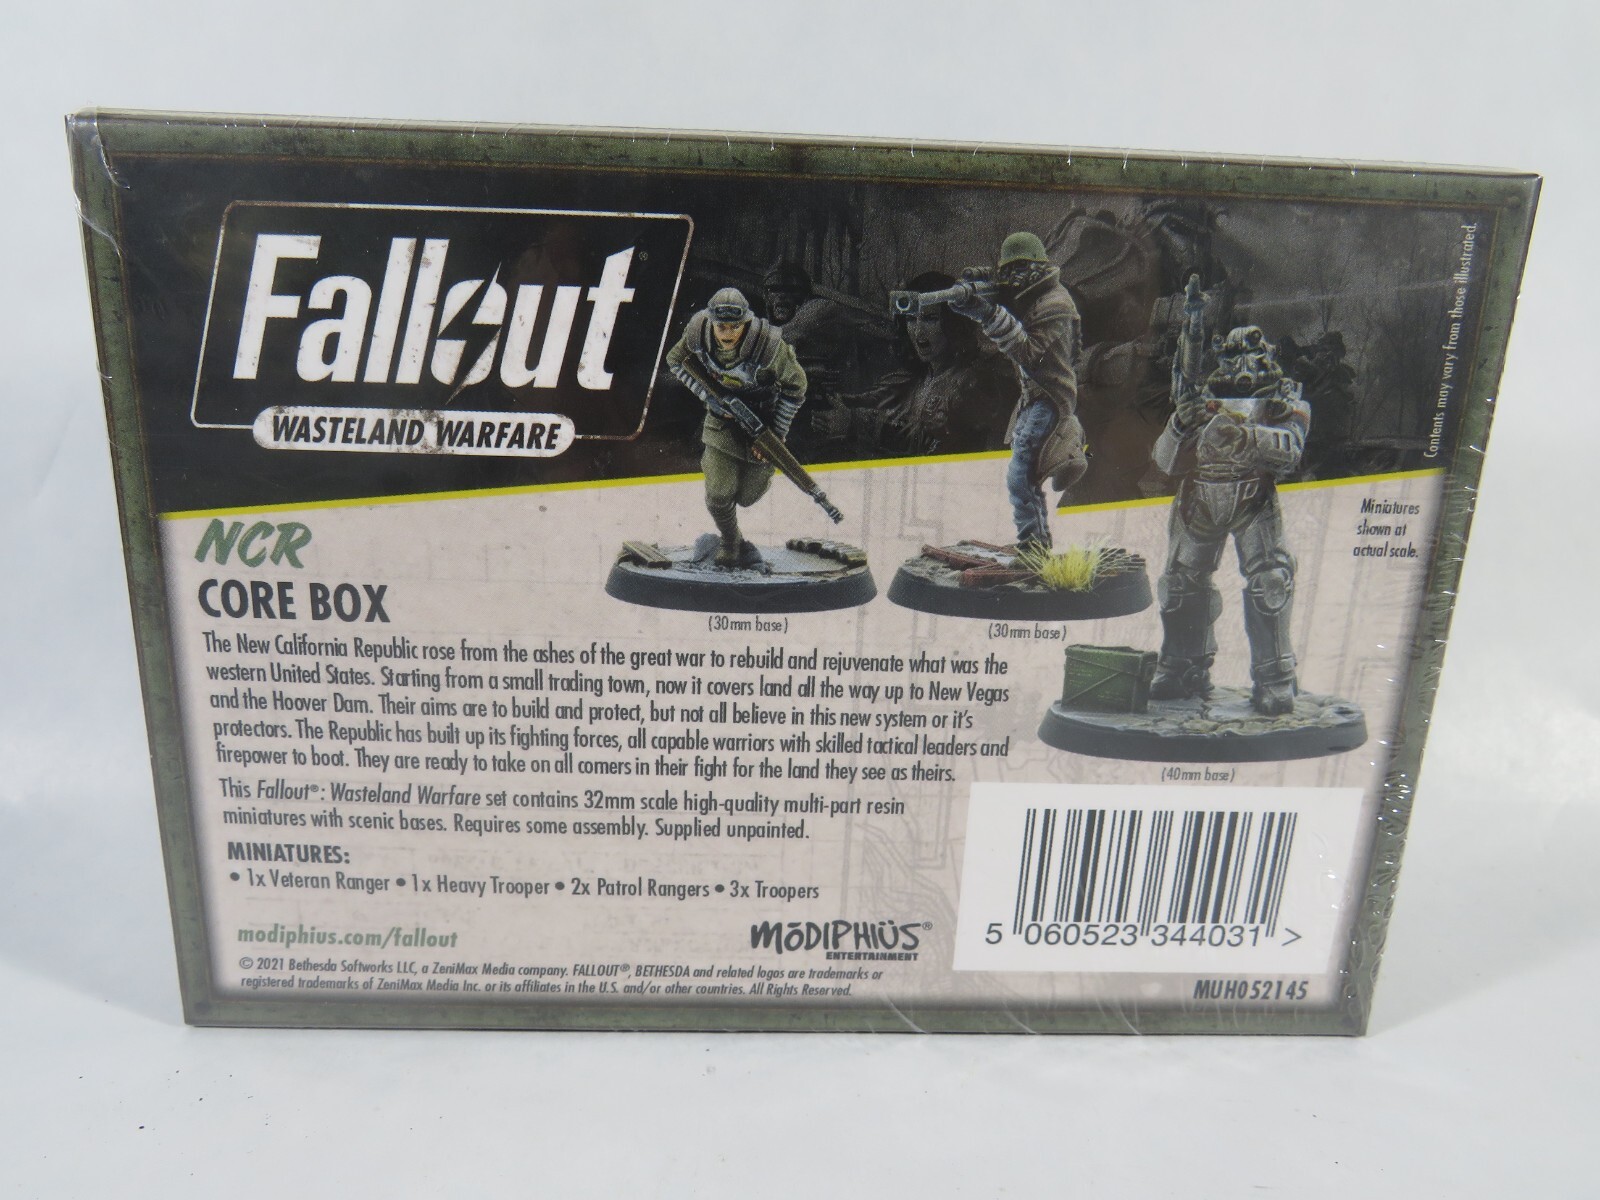 Fallout®
WASTELAND WARFARE
Contents may vary from those illustrated.
Miniatures
shown at
actual scale.
(30mm base)
(30mm base)
(40mm base)
NCR
CORE BOX
The New California Republic rose from the ashes of the great war to rebuild and rejuvenate what was the
western United States. Starting from a small trading town, now it covers land all the way up to New Vegas
and the Hoover Dam. Their aims are to build and protect, but not all believe in this new system or it's
protectors. The Republic has built up its fighting forces, all capable warriors with skilled tactical leaders and
firepower to boat. They are ready to take on all comers in their fight for the land they see as theirs.
This Fallout®: Wasteland Warfare set contains 32mm scale high-quality multi-part resin
miniatures with scenic bases. Requires some assembly. Supplied unpainted.
MINIATURES:
• 1x Veteran Ranger • 1x Heavy Trooper • 2x Patrol Rangers • 3x Troopers
modiphius.com/fallout
MŌDIPHIÜS®
ENTERTAINMENT
© 2021 Bethesda Softworks LLC, a ZeniMax Media company. FALLOUT®, BETHESDA and related logos are trademarks or
registered trademarks of ZeniMax Media Inc. or its affiliates in the U.S. and/or other countries. All Rights Reserved.
5 060523 344031 >
MUH052145